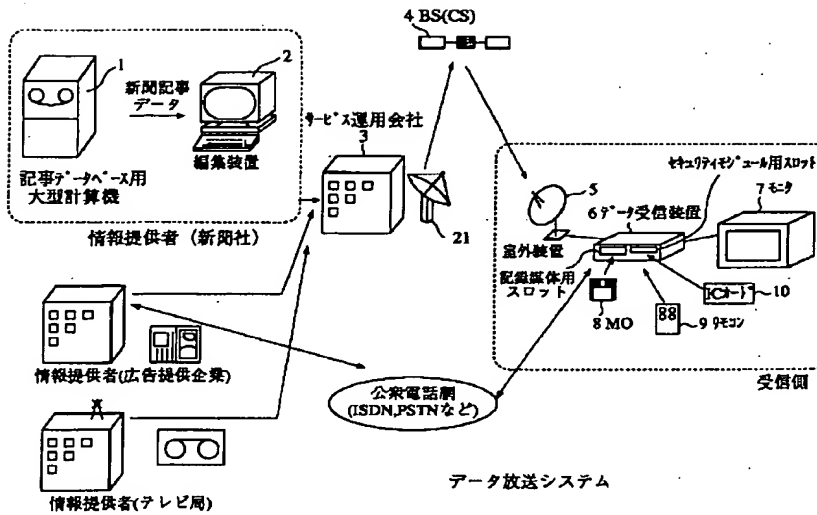 4 BS(CS)
1
2
新聞記事
データ
編集装置
記事データベース用
大型計算機
情報提供者 (新聞社)
サービス運用会社
3
21
セキュリティモジュール用スロット
5
6 データ受信装置
7 モニタ
室外装置
記録媒体用
スロット
8 MO
ICカード
10
88
9 リモコン
受信側
情報提供者(広告提供企業)
公衆電話網
(ISDN,PSTNなど)
情報提供者(テレビ局)
データ放送システム